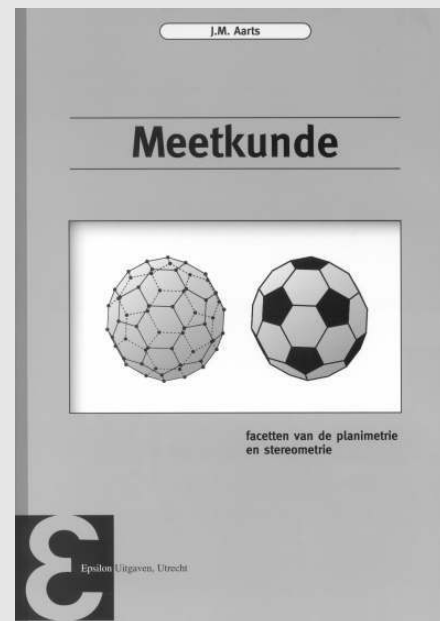 J.M. Aarts
Meetkunde
facetten van de planimetrie
en stereometrie
Epsilon Uitgaven, Utrecht